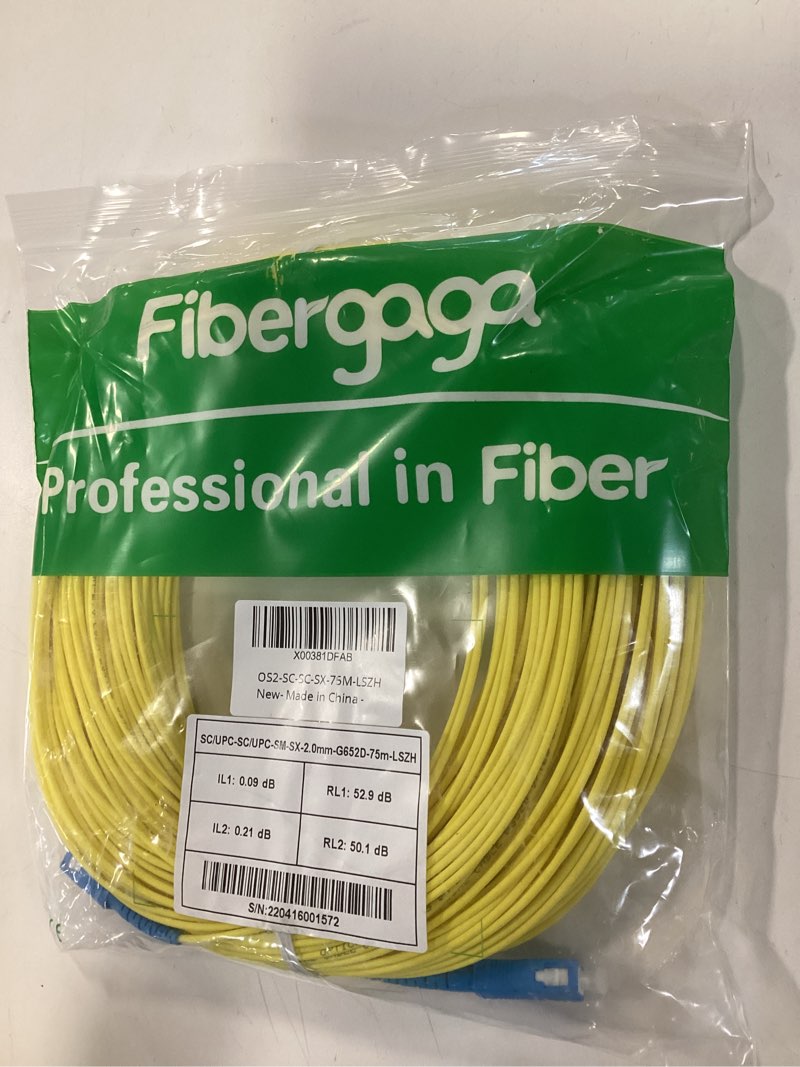 Fibergaga
Professional in Fiber
X00381DFAB
OS2-SC-SC-SX-75M-LSZH
New- Made in China -
SC/UPC-SC/UPC-SM-SX-2.0mm-G652D-75m-LSZH
IL1: 0.09 dB
RL1: 52.9 dB
IL2: 0.21 dB
RL2: 50.1 dB
S/N:220416001572